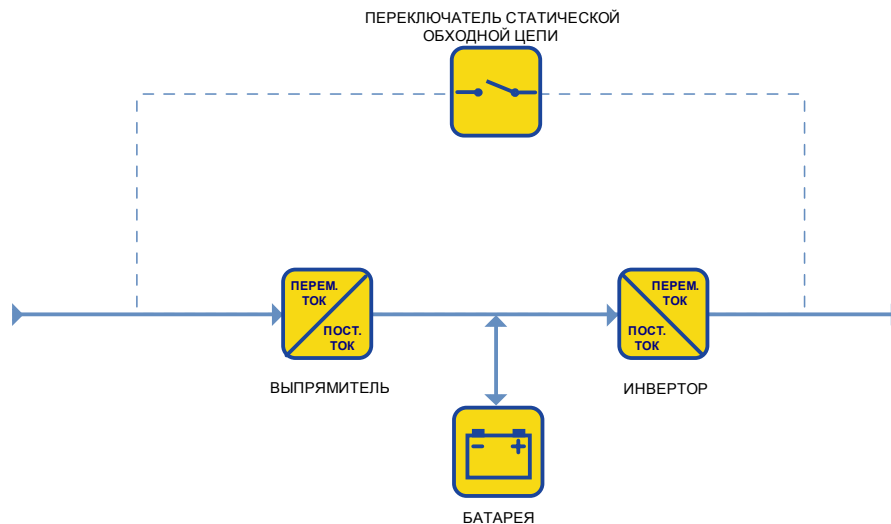 ПЕРЕКЛЮЧАТЕЛЬ СТАТИЧЕСКОЙ
ОБХОДНОЙ ЦЕПИ
ПЕРЕМ.
ТОК
ПОСТ.
ТОК
ВЫПРЯМИТЕЛЬ
ПЕРЕМ.
ТОК
ПОСТ.
ТОК
ИНВЕРТОР
БАТАРЕЯ